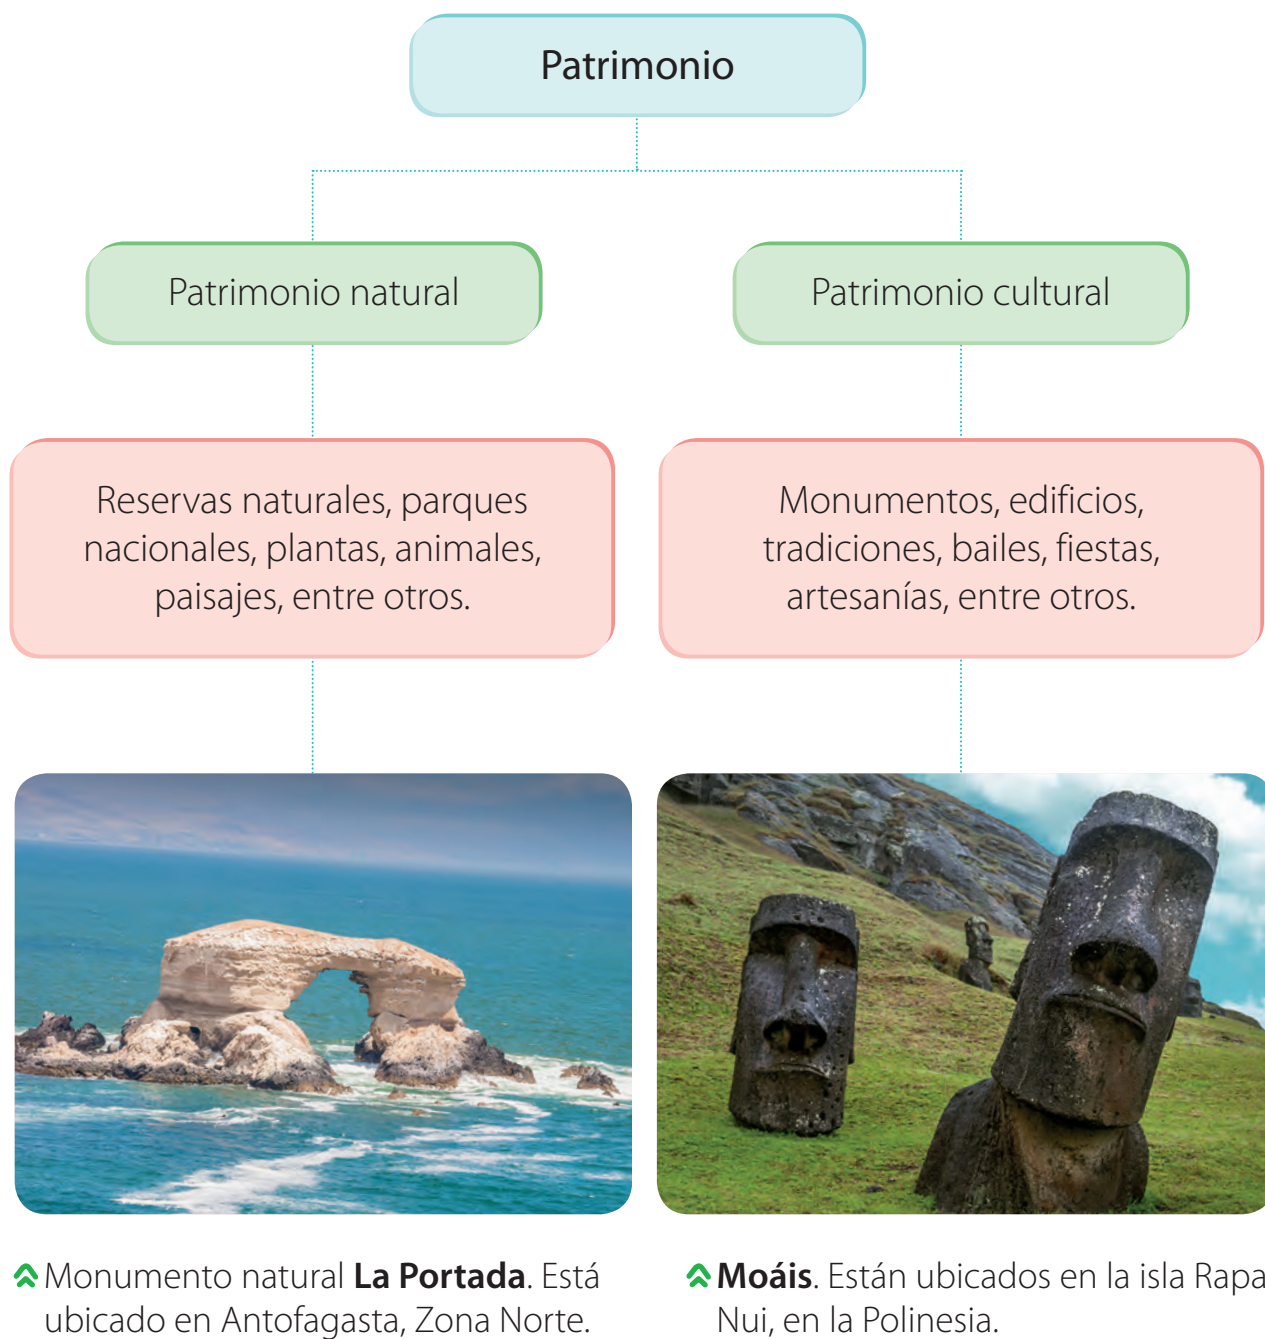 Patrimonio
Patrimonio natural
Patrimonio cultural
Reservas naturales, parques
nacionales, plantas, animales,
paisajes, entre otros.
Monumentos, edificios,
tradiciones, bailes, fiestas,
artesanías, entre otros.
Monumento natural La Portada. Está
ubicado en Antofagasta, Zona Norte.
Moáis. Están ubicados en la isla Rapa
Nui, en la Polinesia.